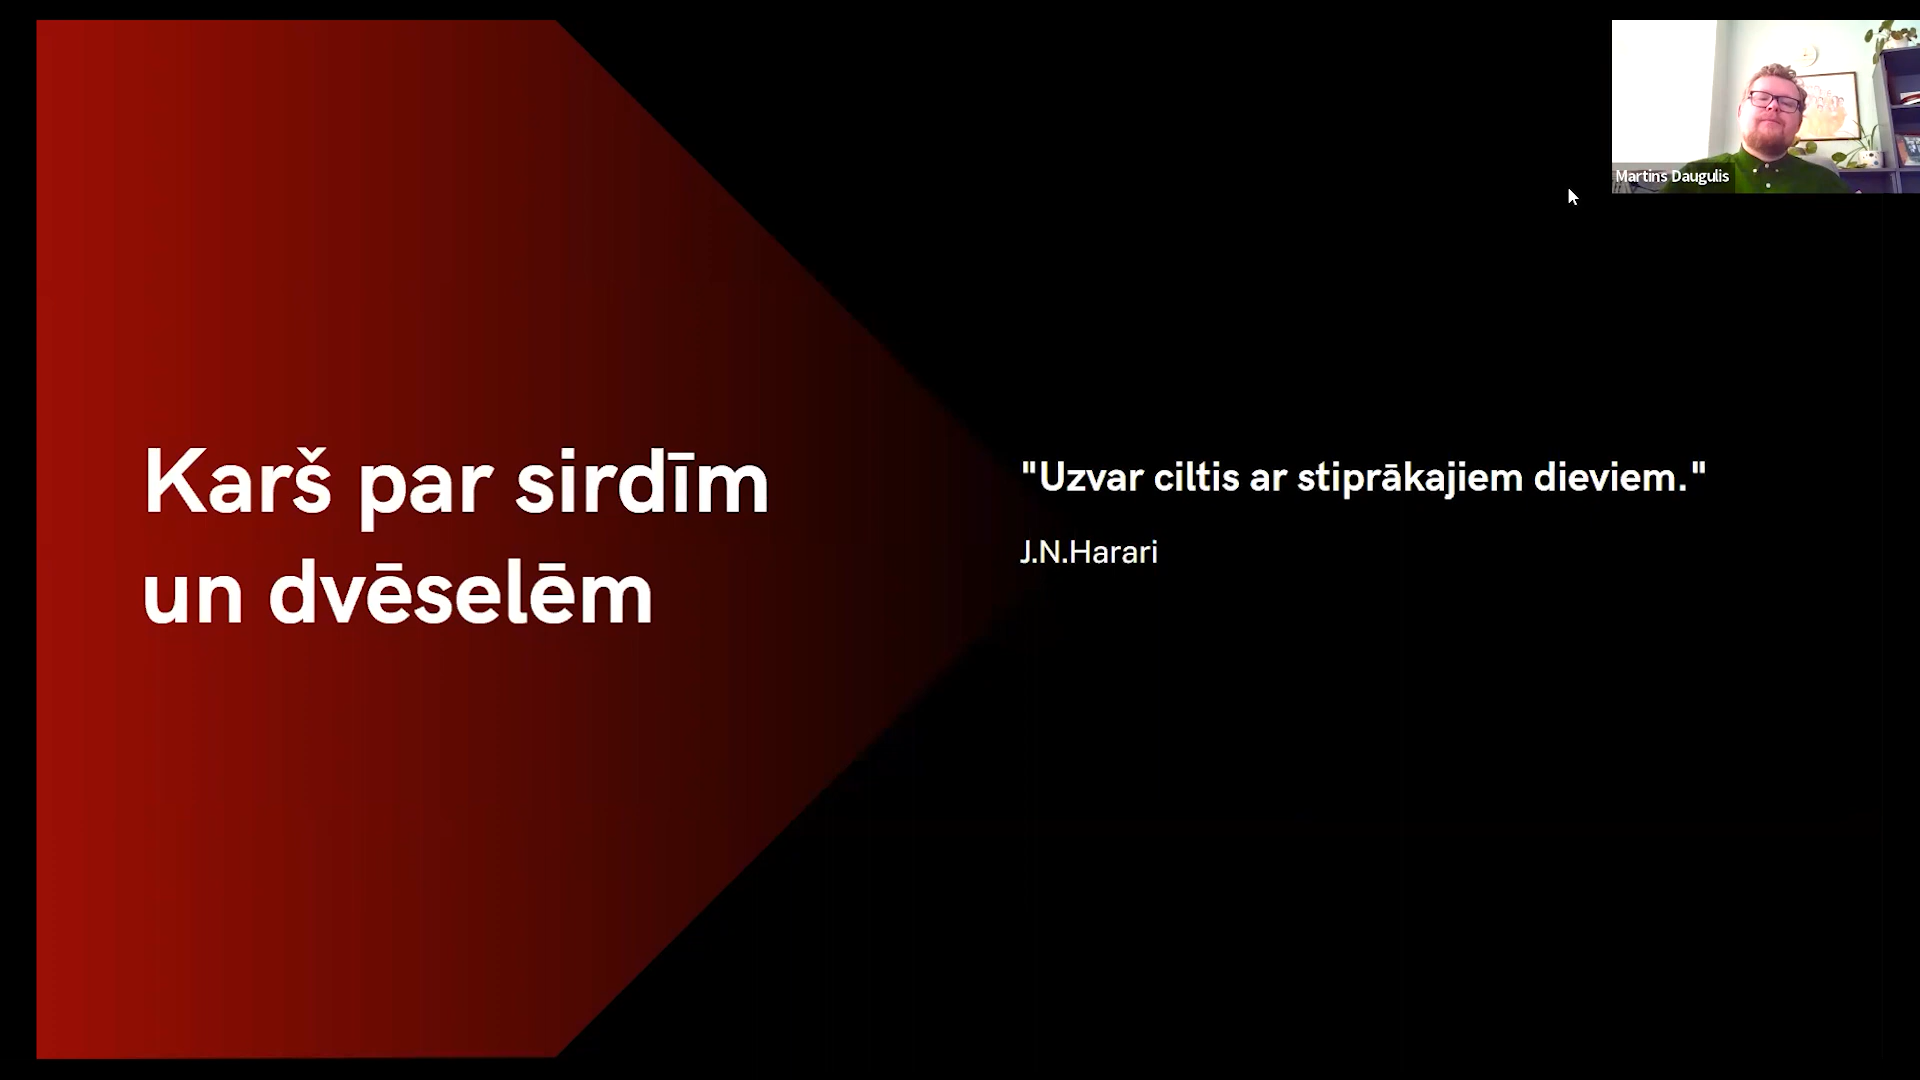 Karš par sirdīm
un dvēselēm
"Uzvar ciltis ar stiprākajiem dieviem."
J.N.Harari
Martins Daugulis